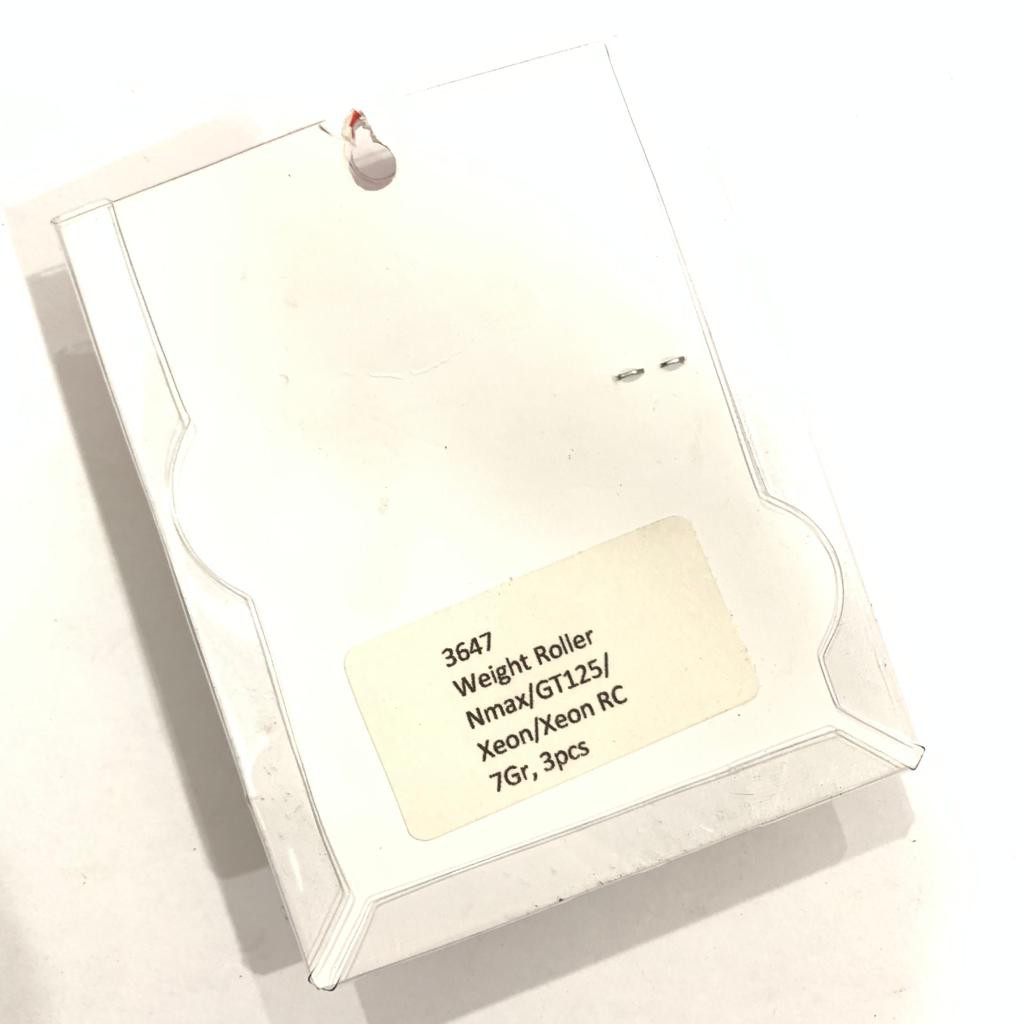 3647
Weight Roller
Nmax/GT125/
Xeon/Xeon RC
7Gr, 3pcs